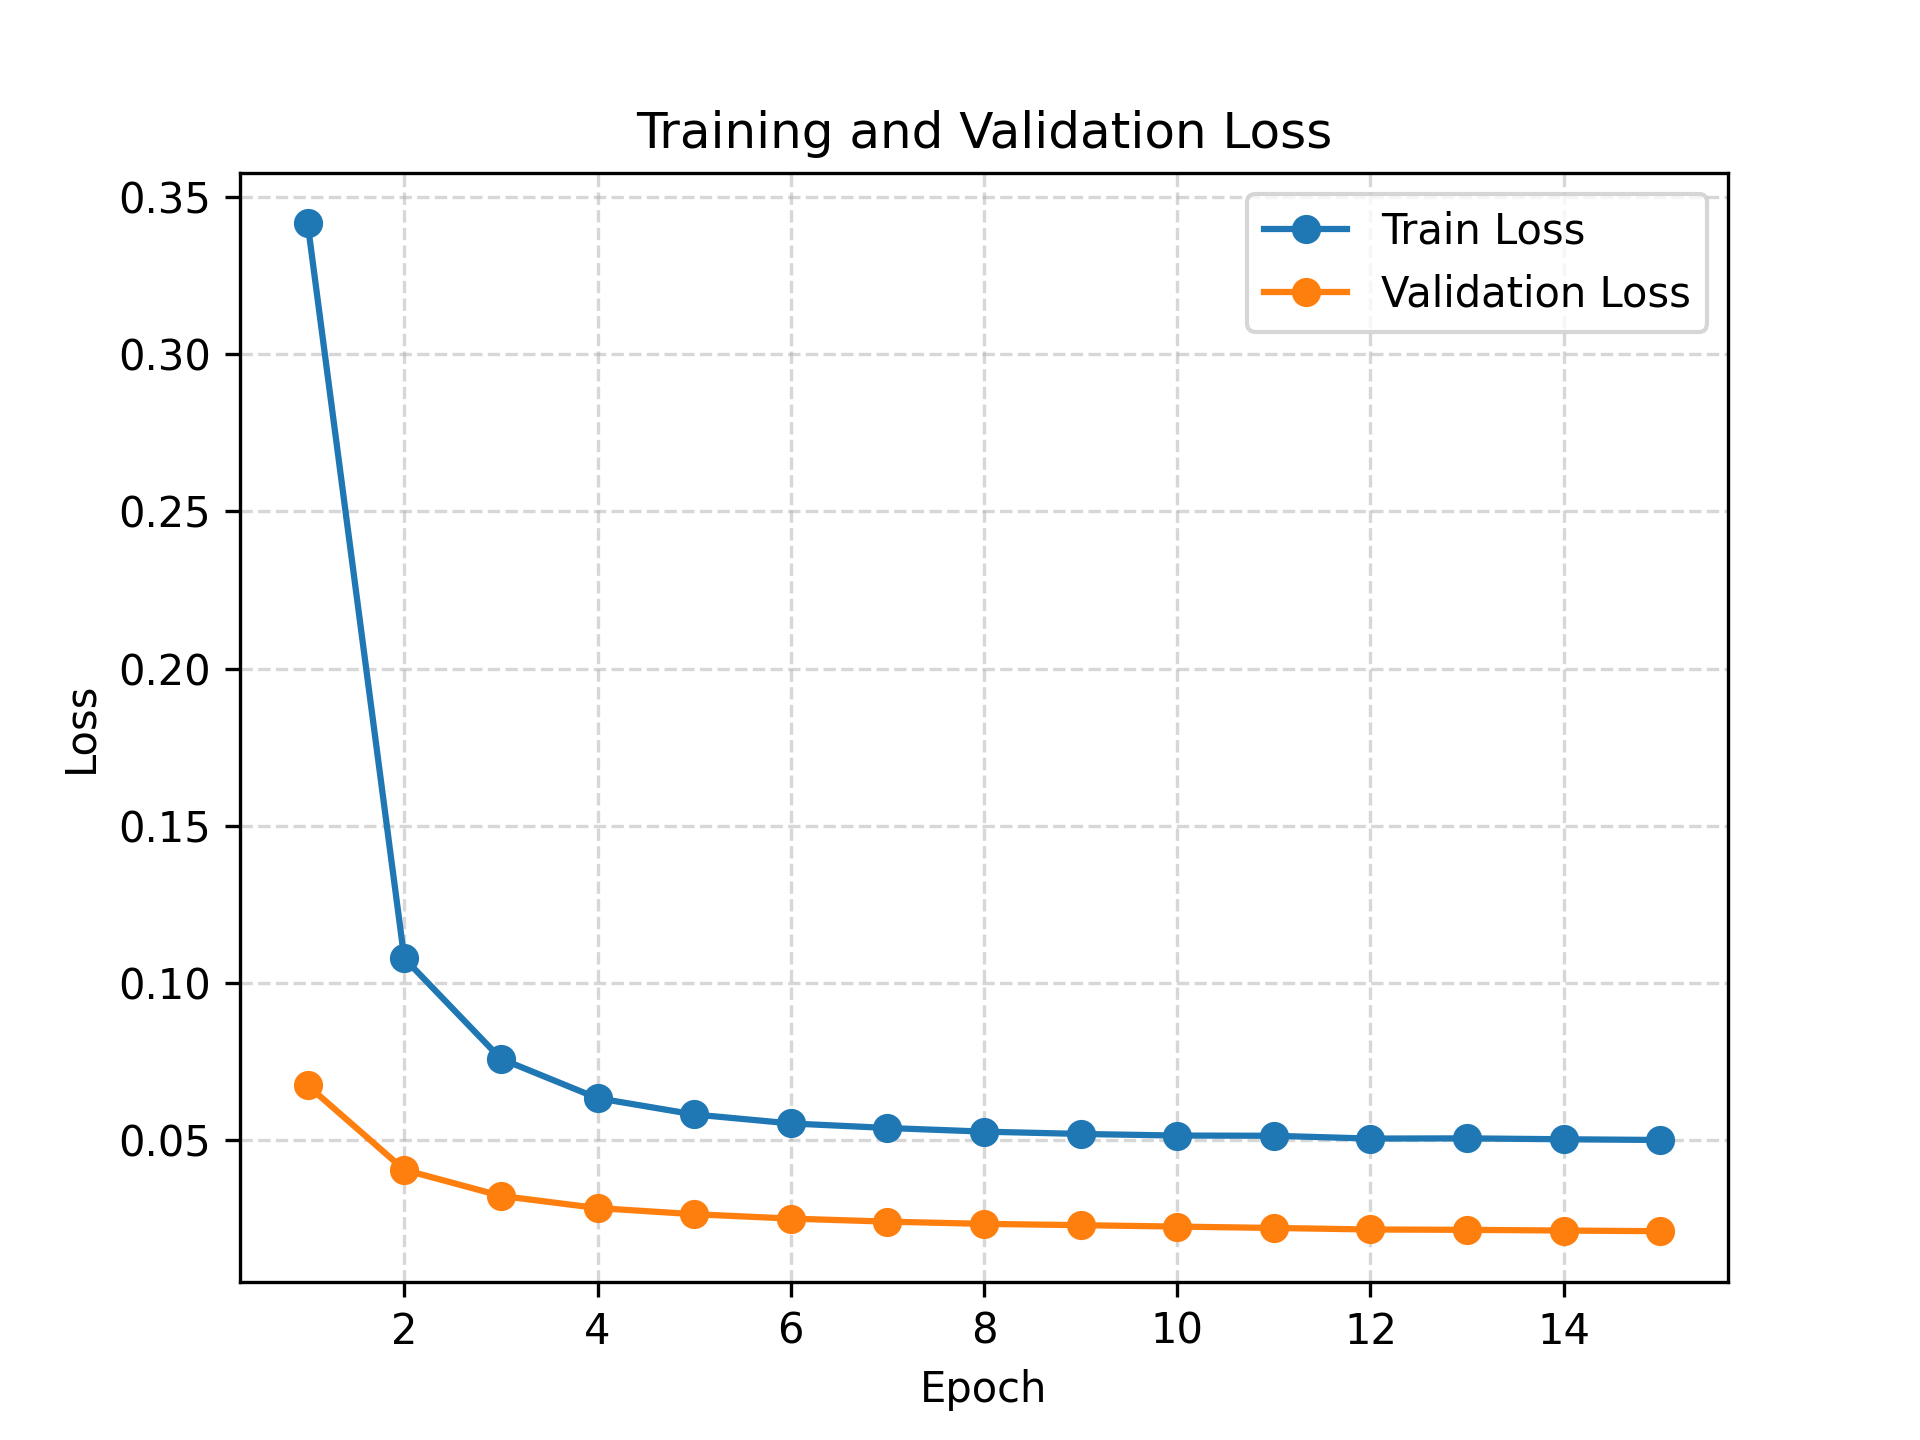 Training and Validation Loss
Train Loss
Validation Loss
0.35
0.30
0.25
0.20
0.15
0.10
0.05
Loss
2 4 6 8 10 12 14
Epoch